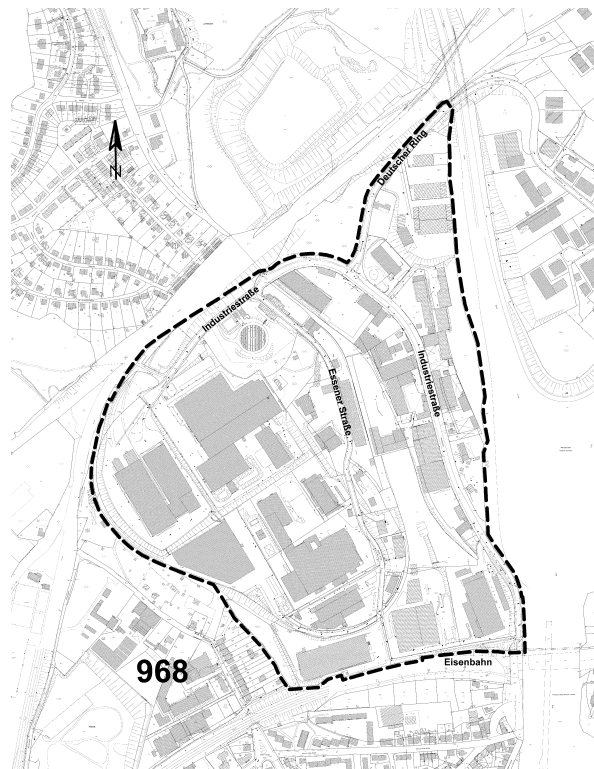 N
Deutscher Ring
Industriestraße
Essener Straße
Industriestraße
968
Eisenbahn